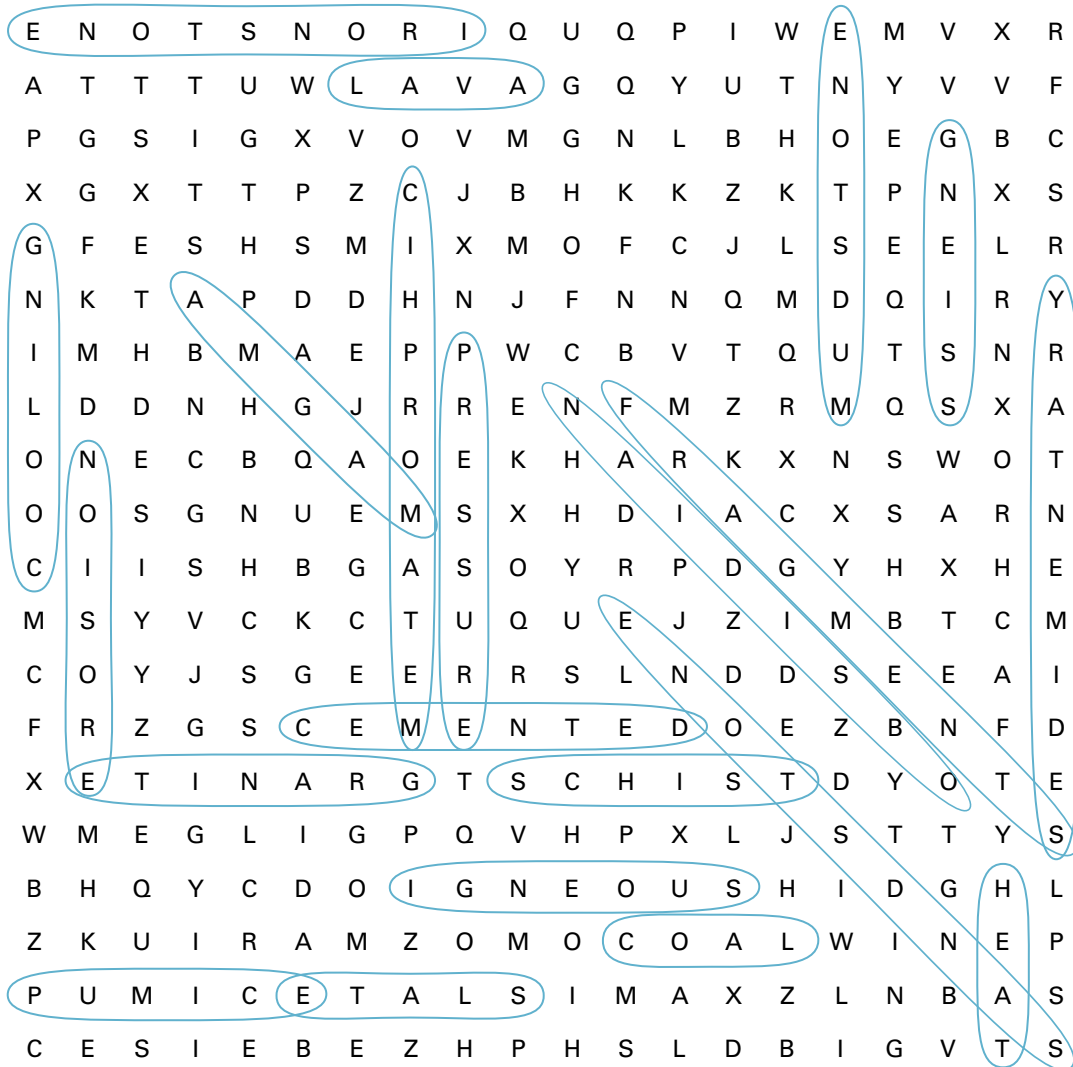 E N O T S N O R I Q U Q P I W E M V X R
A T T T U W L A V A G Q Y U T N Y V V F
P G S I G X V O V M G N L B H O E G B C
X G X T T P Z C J B H K K Z K T P N X S
G F E S H S M I X M O F C J L S E E L R
N K T A P D D H N J F N N Q M D Q I R Y
I M H B M A E P P W C B V T Q U T S N R
L D D N H G J R R E N F M Z R M Q S X A
O N E C B Q A O E K H A R K X N S W O T
O O S G N U E M S X H D I A C X S A R N
C I I S H B G A S O Y R P D G Y H X H E
M S Y V C K C T U Q U E J Z I M B T C M
C O Y J S G E E R R S L N D D S E E A I
F R Z G S C E M E N T E D O E Z B N F D
X E T I N A R G T S C H I S T D Y O T E
W M E G L I G P Q V H P X L J S T T Y S
B H Q Y C D O I G N E O U S H I D G H L
Z K U I R A M Z O M O C O A L W I N E P
P U M I C E T A L S I M A X Z L N B A S
C E S I E B E Z H P H S L D B I G V T S